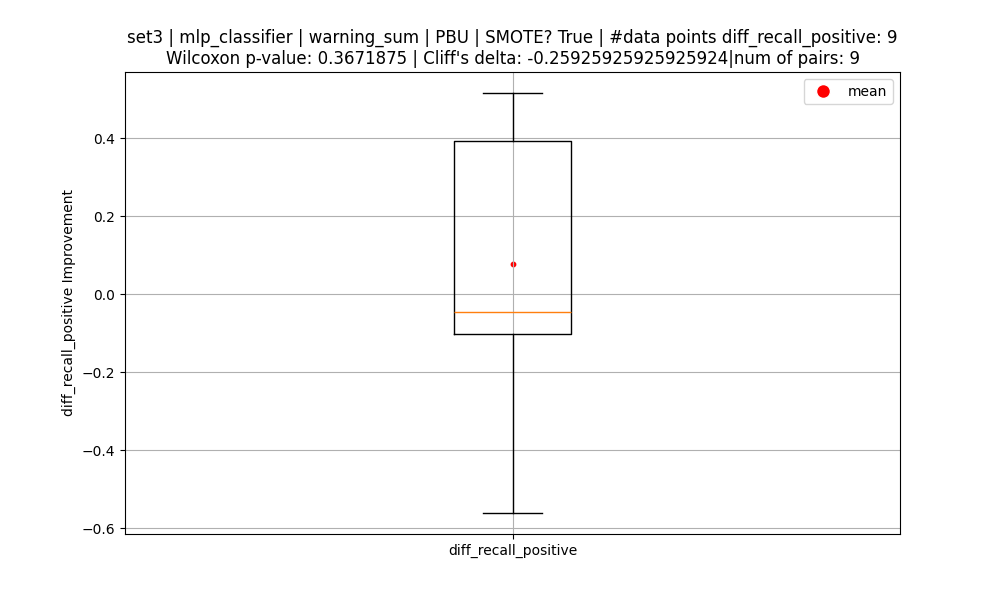 set3 | mlp_classifier | warning_sum | PBU | SMOTE? True | #data points diff_recall_positive: 9
Wilcoxon p-value: 0.3671875 | Cliff's delta: -0.25925925925925924|num of pairs: 9
mean
0.4
0.2
0.0
−0.2
−0.4
−0.6
diff_recall_positive Improvement
diff_recall_positive